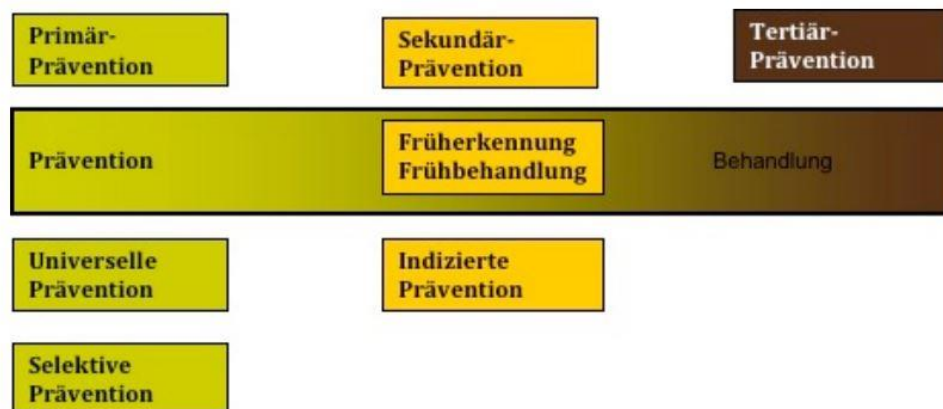 Primär-
Prävention
Sekundär-
Prävention
Tertiär-
Prävention
Prävention
Früherkennung
Frühbehandlung
Behandlung
Universelle
Prävention
Indizierte
Prävention
Selektive
Prävention